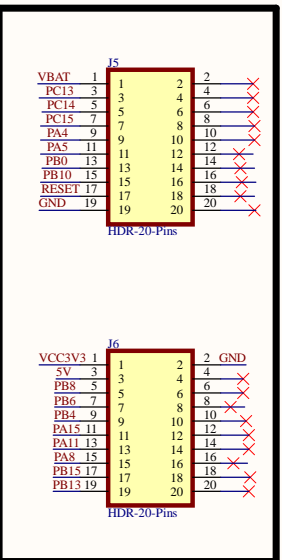 J5
VBAT 1 1 2 2
PC13 3 3 4 4
PC14 5 5 6 6
PC15 7 7 8 8
PA4 9 9 10 10
PA5 11 11 12 12
PB0 13 13 14 14
PB10 15 15 16 16
RESET 17 17 18 18
GND 19 19 20 20
HDR-20-Pins
J6
VCC3V3 1 1 2 2 GND
5V 3 3 4 4
PB8 5 5 6 6
PB6 7 7 8 8
PB4 9 9 10 10
PA15 11 11 12 12
PA11 13 13 14 14
PA8 15 15 16 16
PB15 17 17 18 18
PB13 19 19 20 20
HDR-20-Pins